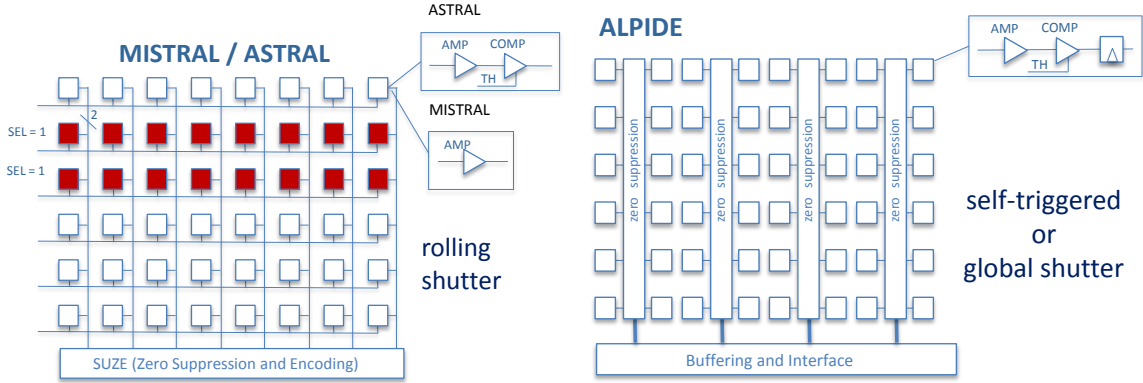 MISTRAL / ASTRAL
ASTRAL
AMP
COMP
TH
MISTRAL
AMP
2
SEL = 1
SEL = 1
rolling
shutter
SUZE (Zero Suppression and Encoding)
ALPIDE
AMP
COMP
TH
zero suppression
zero suppression
zero suppression
zero suppression
self-triggered
or
global shutter
Buffering and Interface